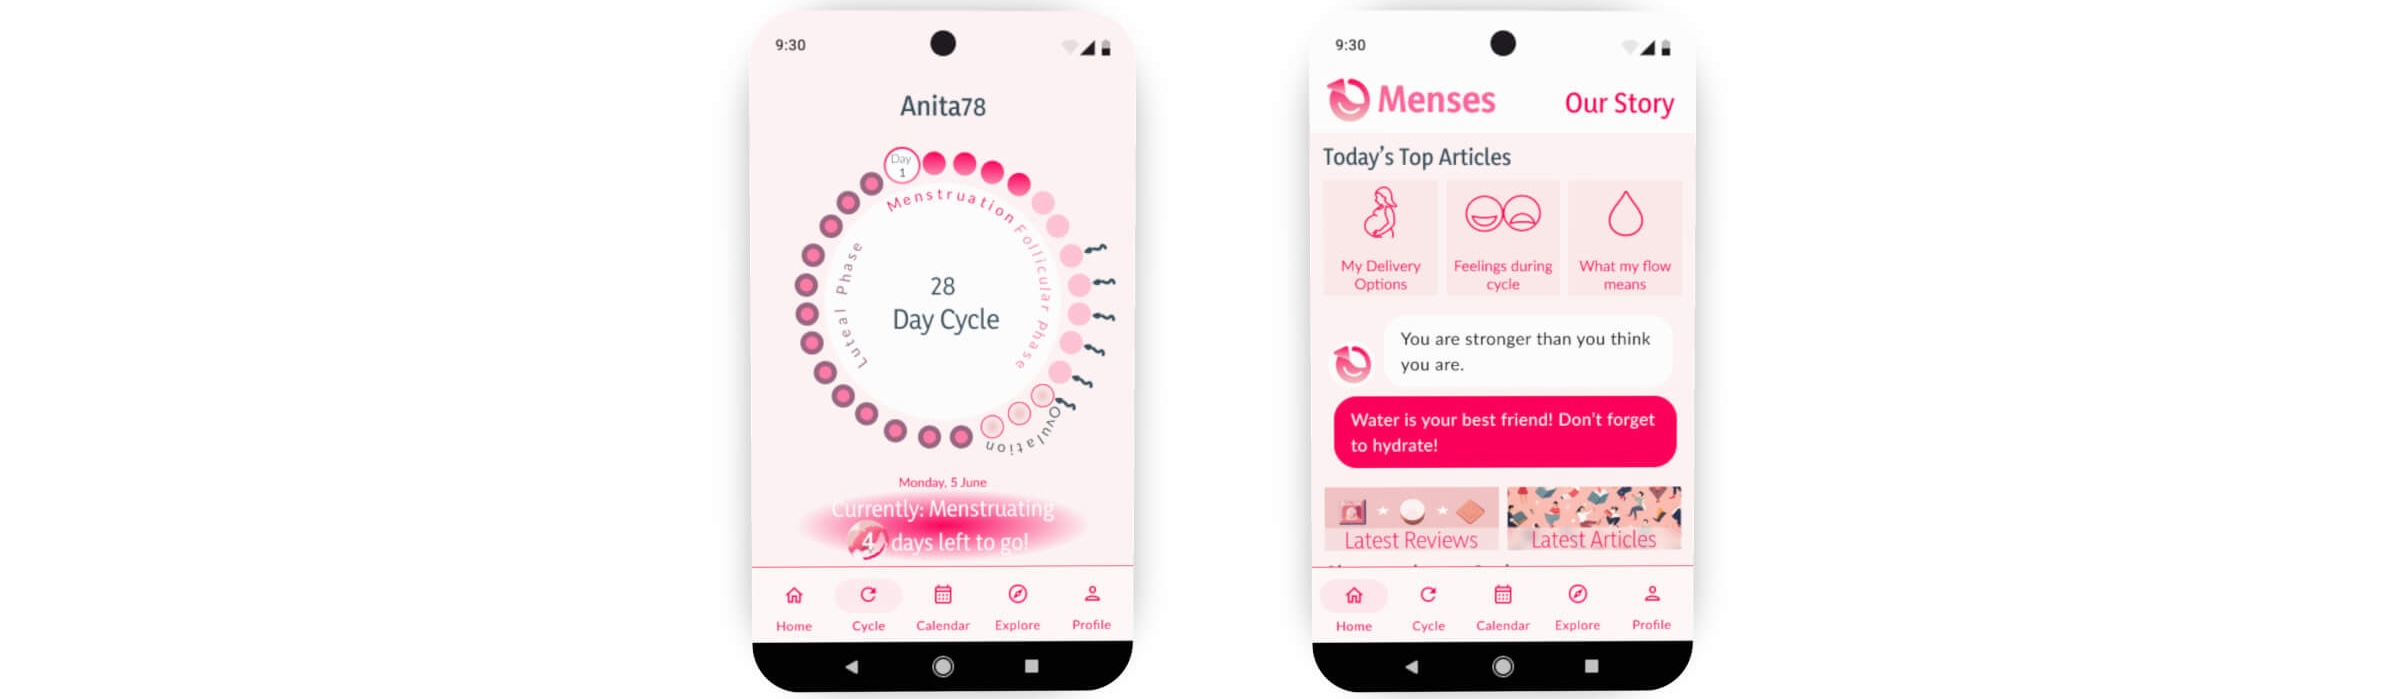 9:30
Anita78
Day
1
Menstruation
Follicular phase
Ovulation
Luteal Phase
28
Day Cycle
Monday, 5 June
Currently: Menstruating
4 days left to go!
Home Cycle Calendar Explore Profile
9:30
Menses
Our Story
Today's Top Articles
My Delivery
Options
Feelings during
cycle
What my flow
means
You are stronger than you think
you are.
Water is your best friend! Don't forget
to hydrate!
Latest Reviews
Latest Articles
Home Cycle Calendar Explore Profile